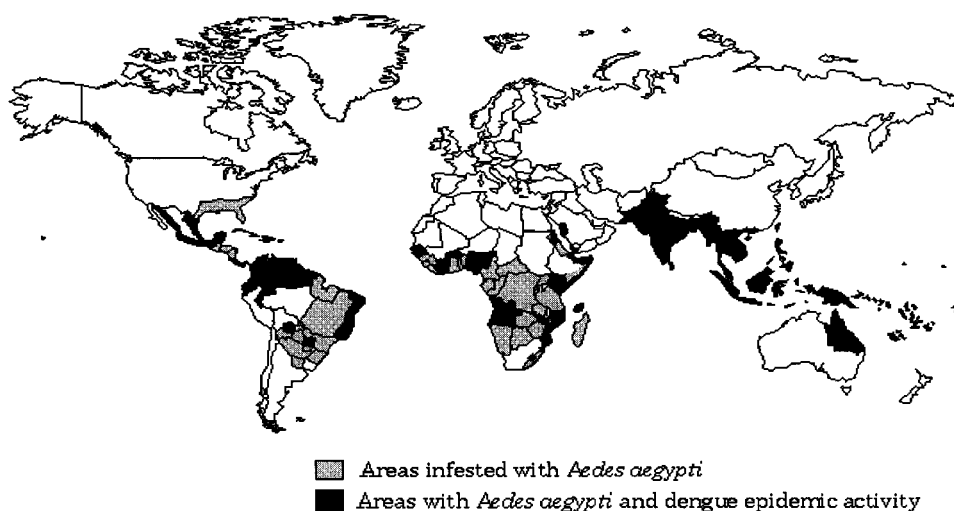 Areas infested with Aedes aegypti
Areas with Aedes aegypti and dengue epidemic activity